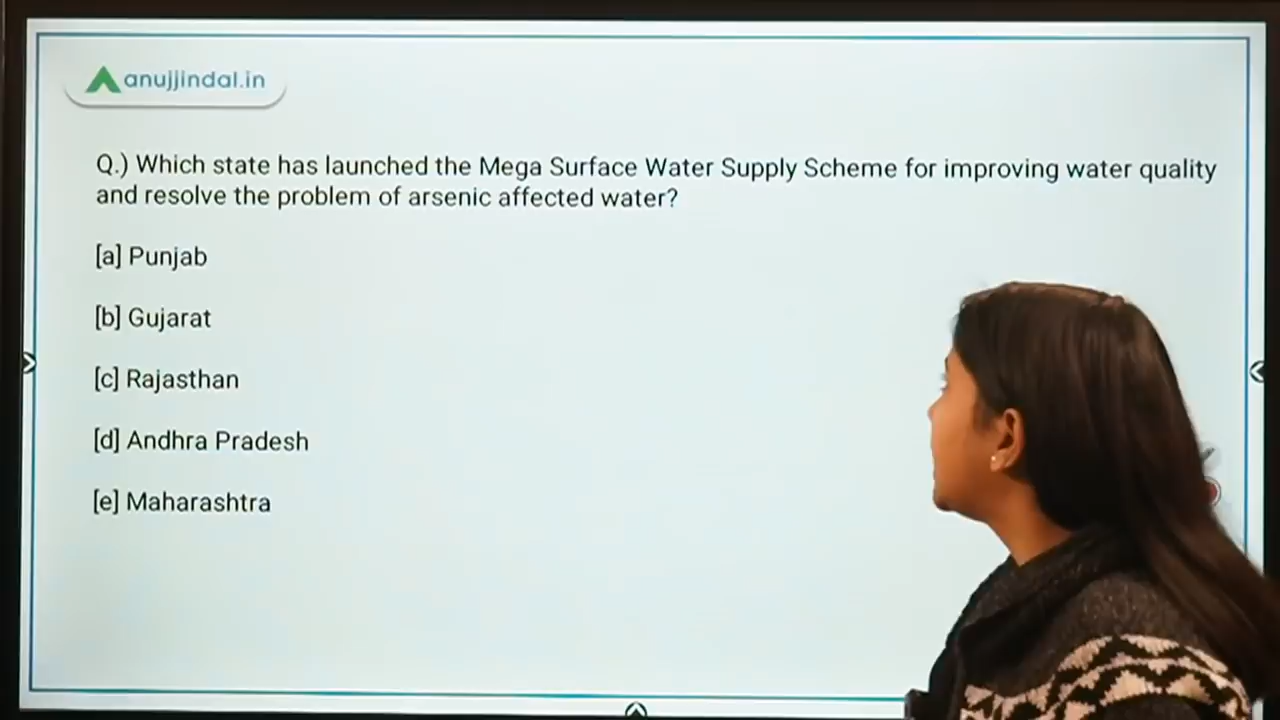 anujjindal.in
Q.) Which state has launched the Mega Surface Water Supply Scheme for improving water quality
and resolve the problem of arsenic affected water?
[a] Punjab
[b] Gujarat
[c] Rajasthan
[d] Andhra Pradesh
[e] Maharashtra